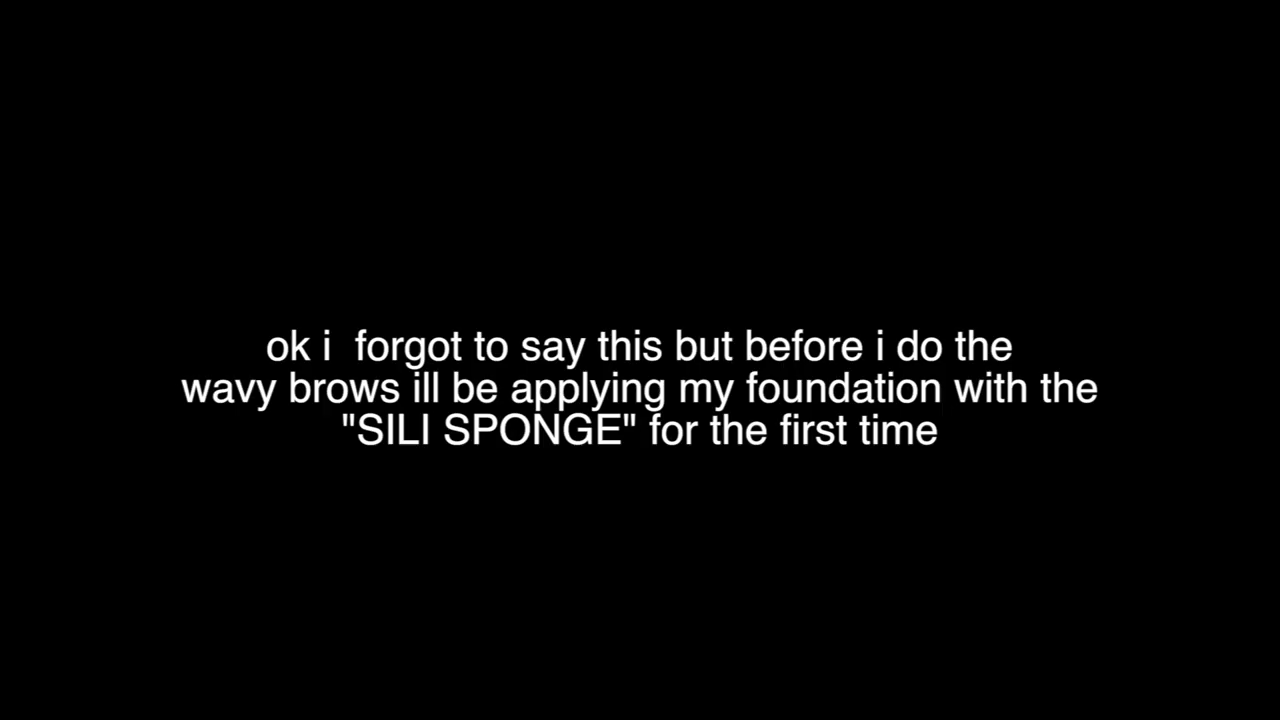 ok i  forgot to say this but before i do the
wavy brows ill be applying my foundation with the
"SILI SPONGE" for the first time